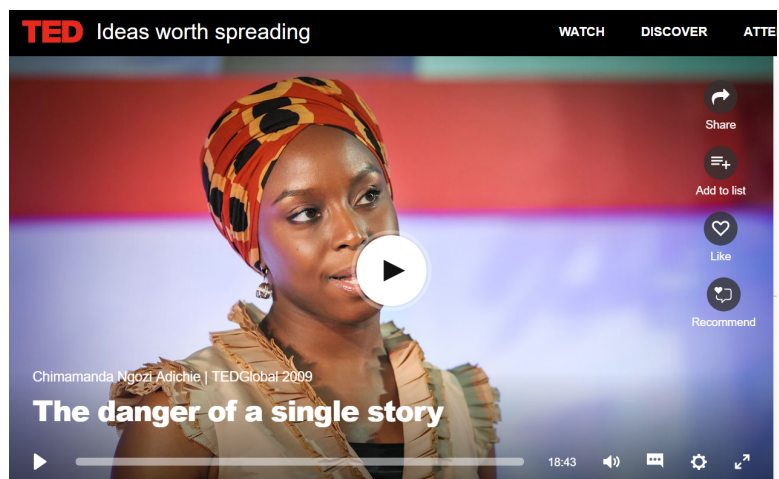 TED Ideas worth spreading WATCH DISCOVER ATTE
Share
Add to list
Like
Recommend
Chimamanda Ngozi Adichie | TEDGlobal 2009
The danger of a single story
18:43